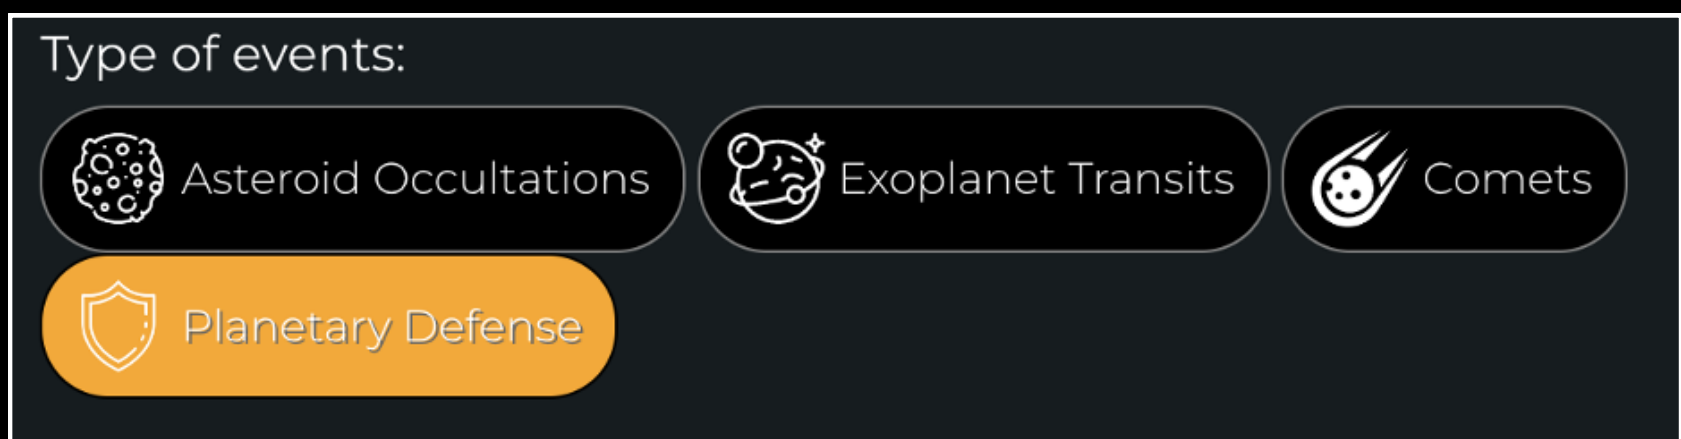 Type of events:
Asteroid Occultations
Exoplanet Transits
Comets
Planetary Defense